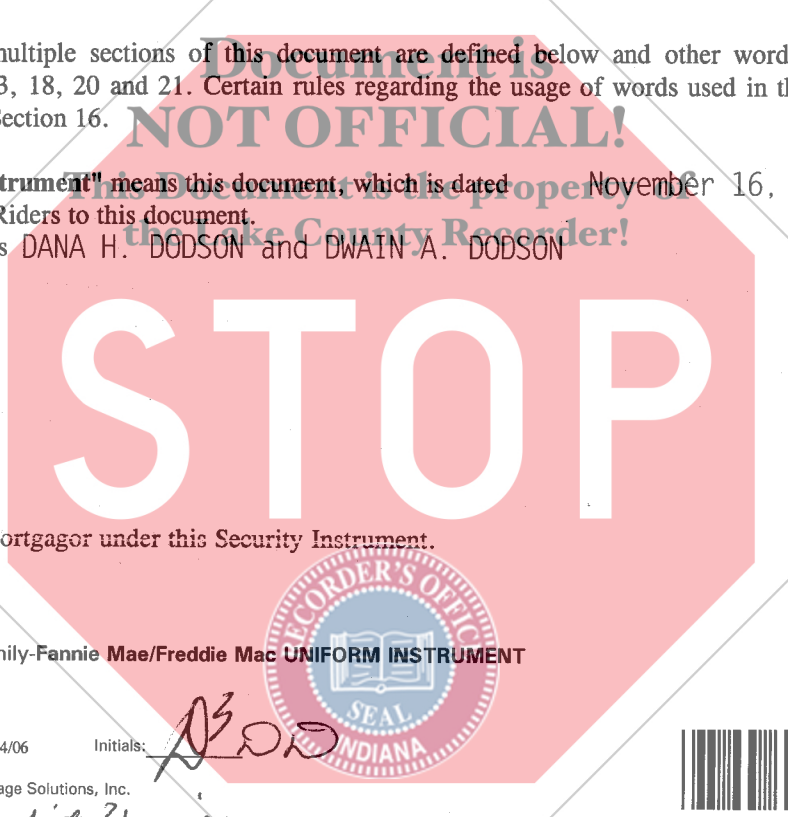 multiple sections of this document are defined below and other word
3, 18, 20 and 21. Certain rules regarding the usage of words used in th
Section 16.
Document is
NOT OFFICIAL!
This Document is the property of
the Lake County Recorder!
trument" means this document, which is dated November 16,
Riders to this document.
s DANA H. DODSON and DWAIN A. DODSON
STOP
ortgagor under this Security Instrument.
RECORDER'S OFFIC
SEAL
INDIANA
mily-Fannie Mae/Freddie Mac UNIFORM INSTRUMENT
4/06 Initials: DD
age Solutions, Inc.